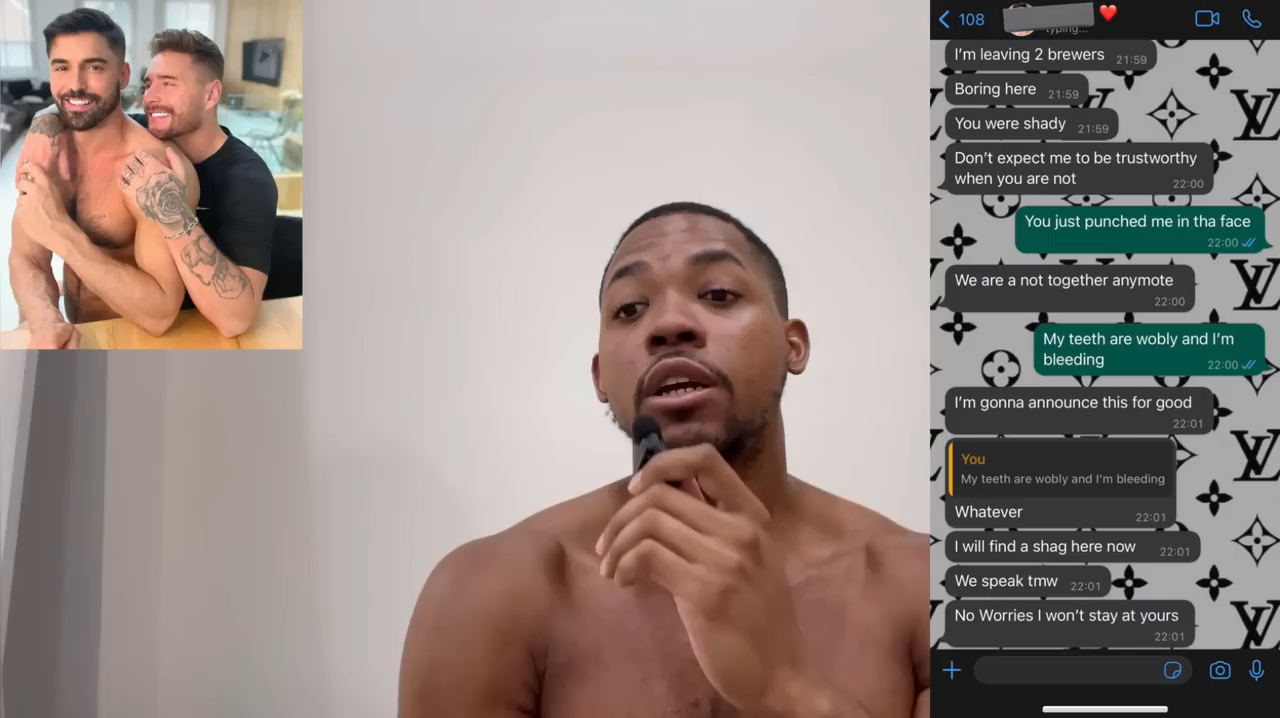 108
typing...
I'm leaving 2 brewers 21:59
Boring here 21:59
You were shady 21:59
Don't expect me to be trustworthy
when you are not 22:00
You just punched me in tha face
22:00
We are a not together anymote
22:00
My teeth are wobly and I'm
bleeding 22:00
I'm gonna announce this for good
22:01
You
My teeth are wobly and I'm bleeding
Whatever 22:01
I will find a shag here now 22:01
We speak tmw 22:01
No Worries I won't stay at yours
22:01